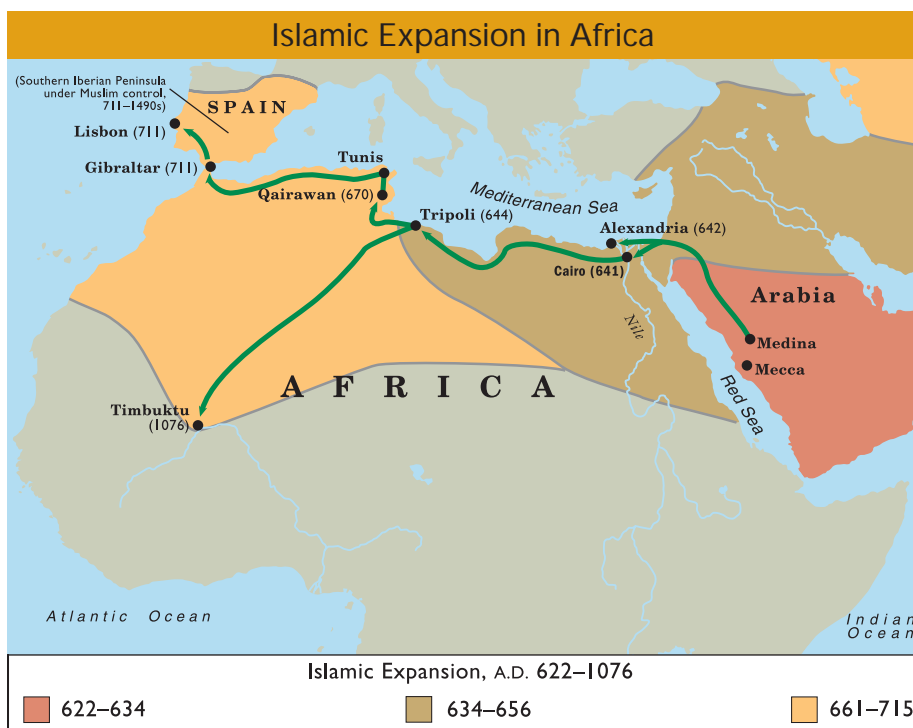 Islamic Expansion in Africa
(Southern Iberian Peninsula
under Muslim control,
711–1490s)
SPAIN
Lisbon (711)
Gibraltar (711)
Tunis
Qairawan (670)
Mediterranean Sea
Tripoli (644)
Alexandria (642)
Cairo (641)
Arabia
Nile
Medina
Mecca
Red Sea
AFRICA
Timbuktu
(1076)
Atlantic Ocean
Indian
Ocean
Islamic Expansion, A.D. 622–1076
622–634
634–656
661–715